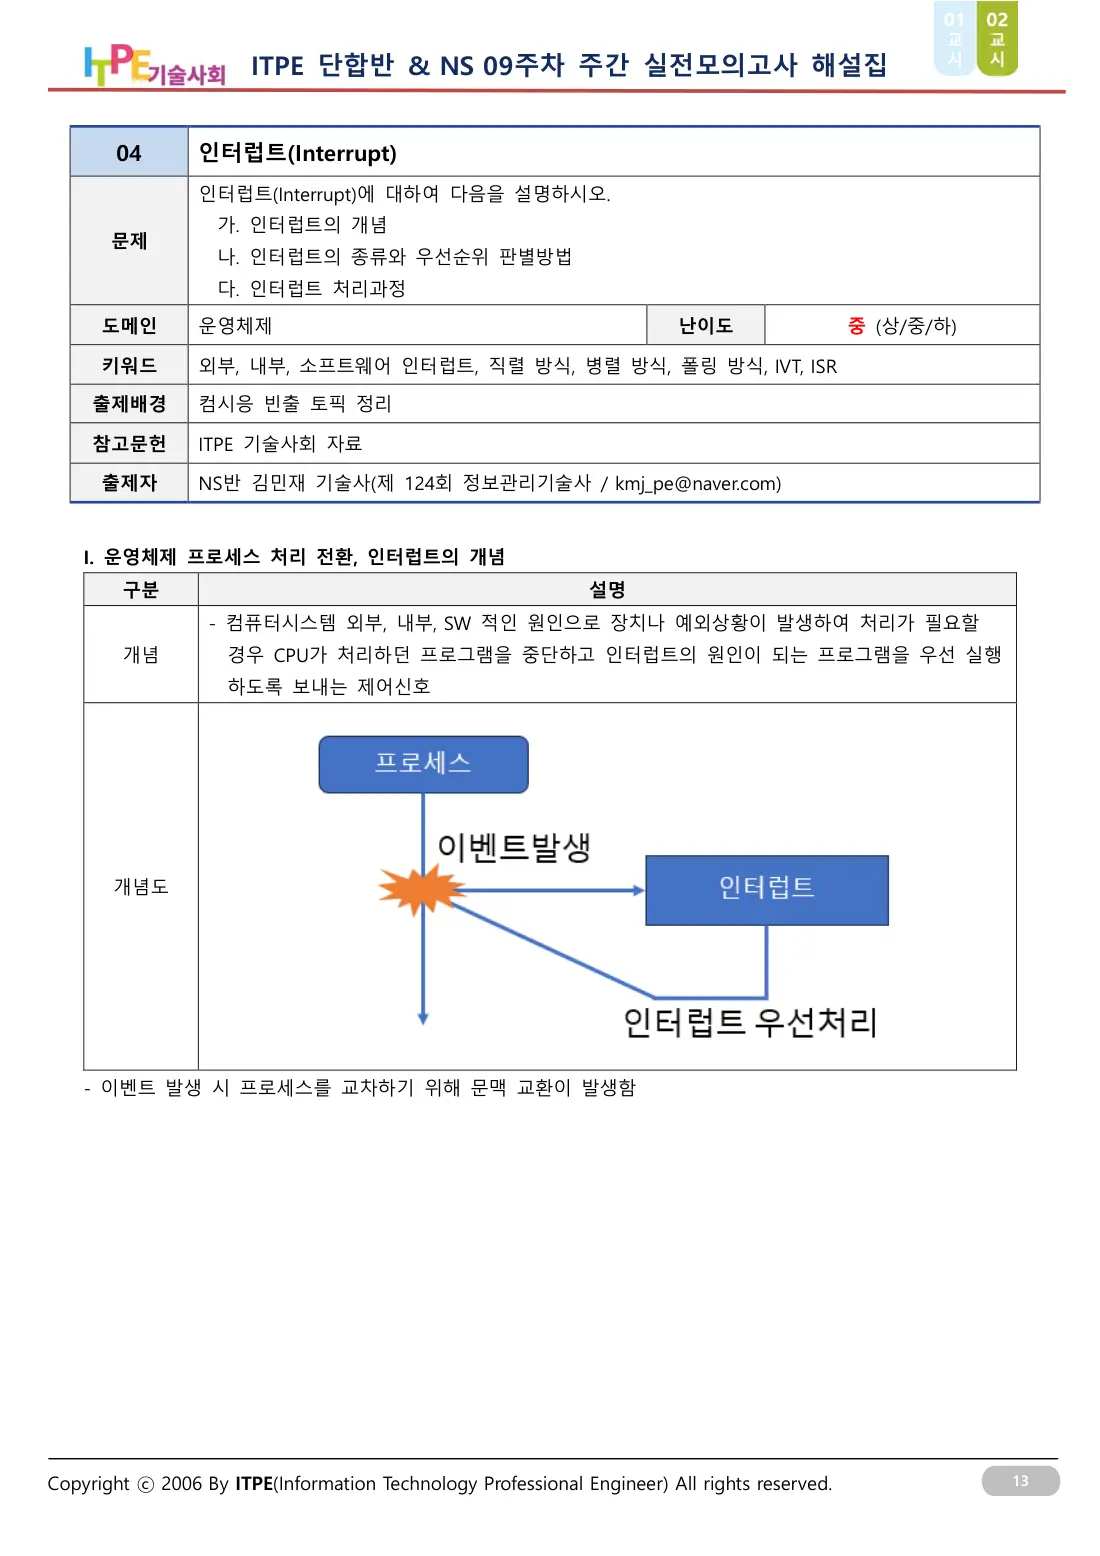 01
교
시
02
교
시
ITPE기술사회
ITPE 단합반 & NS 09주차 주간 실전모의고사 해설집
04
인터럽트(Interrupt)
문제
인터럽트(Interrupt)에 대하여 다음을 설명하시오.
가. 인터럽트의 개념
나. 인터럽트의 종류와 우선순위 판별방법
다. 인터럽트 처리과정
도메인
운영체제
난이도
중 (상/중/하)
키워드
외부, 내부, 소프트웨어 인터럽트, 직렬 방식, 병렬 방식, 폴링 방식, IVT, ISR
출제배경
컴시응 빈출 토픽 정리
참고문헌
ITPE 기술사회 자료
출제자
NS반 김민재 기술사(제 124회 정보관리기술사 / kmj_pe@naver.com)
I. 운영체제 프로세스 처리 전환, 인터럽트의 개념
구분
설명
개념
- 컴퓨터시스템 외부, 내부, SW 적인 원인으로 장치나 예외상황이 발생하여 처리가 필요할
경우 CPU가 처리하던 프로그램을 중단하고 인터럽트의 원인이 되는 프로그램을 우선 실행
하도록 보내는 제어신호
개념도
프로세스
이벤트발생
인터럽트
인터럽트 우선처리
- 이벤트 발생 시 프로세스를 교차하기 위해 문맥 교환이 발생함
Copyright ⓒ 2006 By ITPE(Information Technology Professional Engineer) All rights reserved.
13